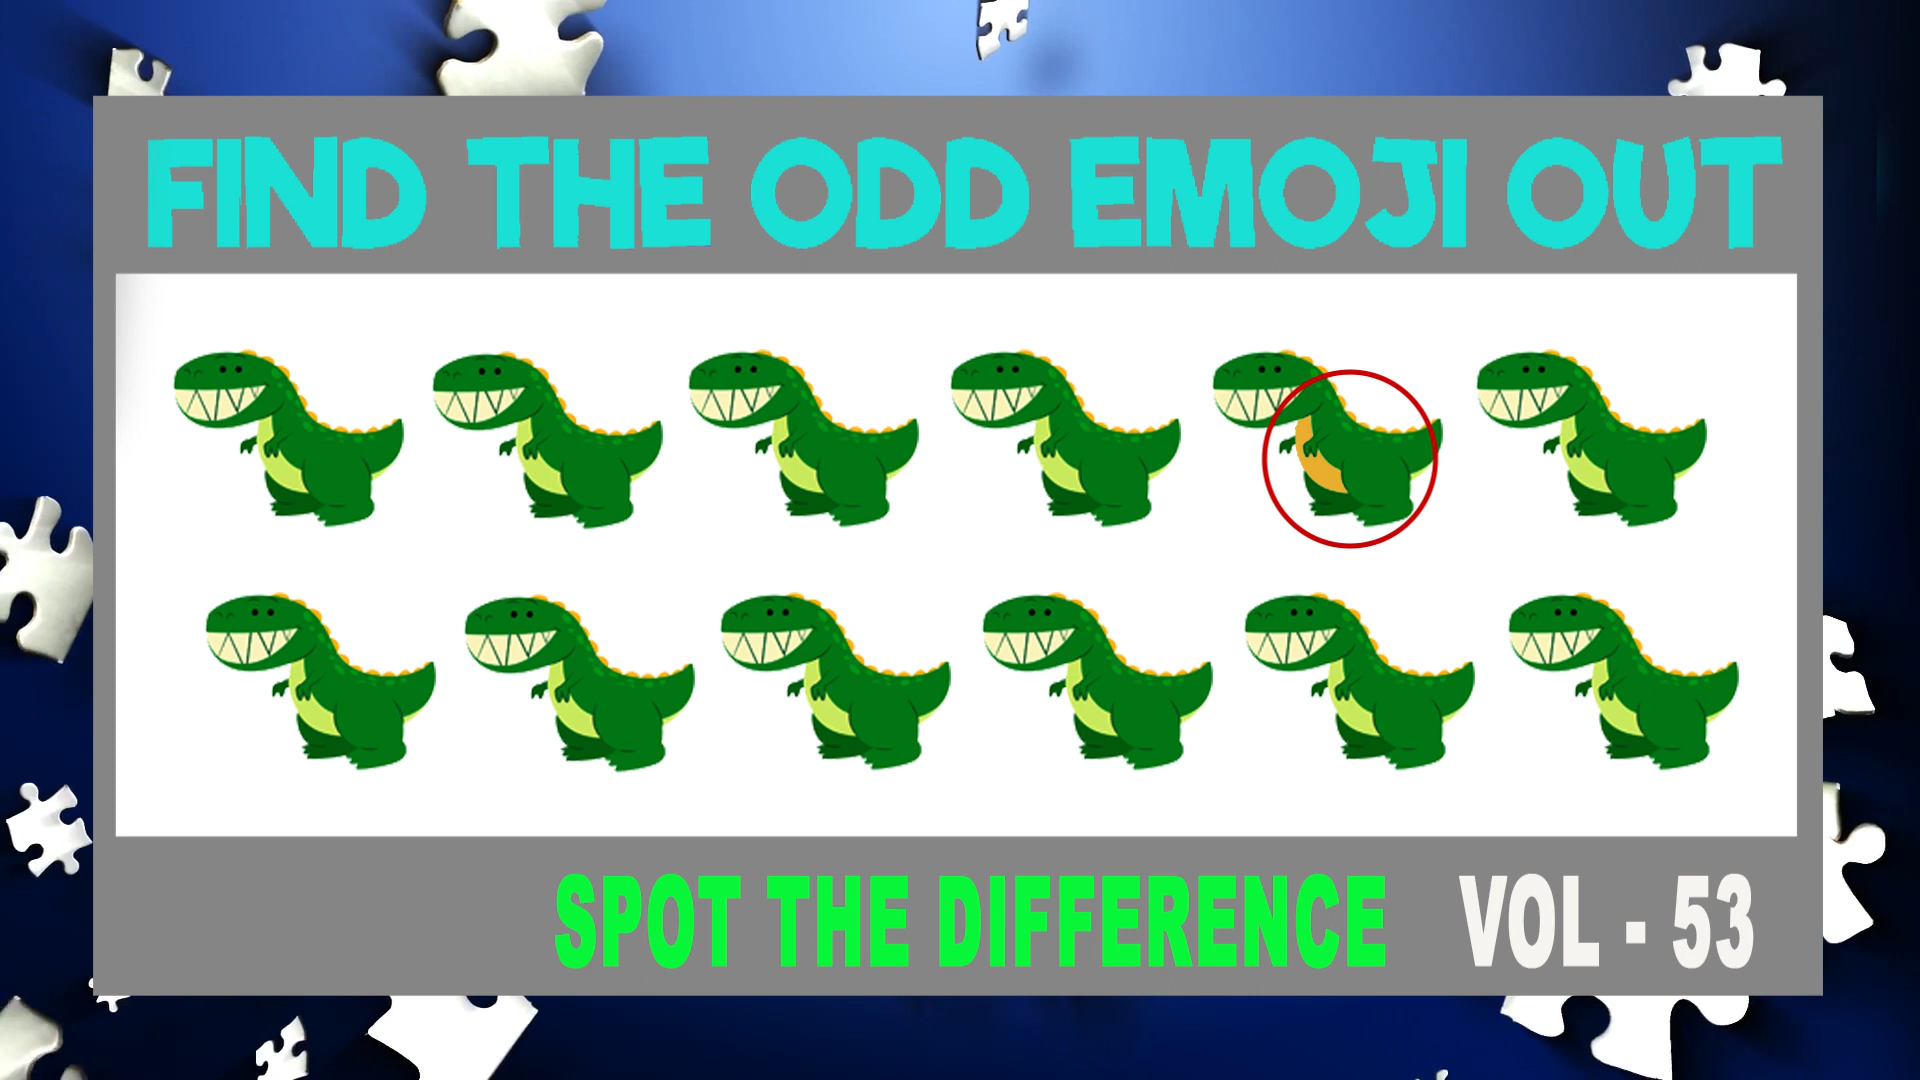 FIND THE ODD EMOJI OUT
SPOT THE DIFFERENCE VOL - 53